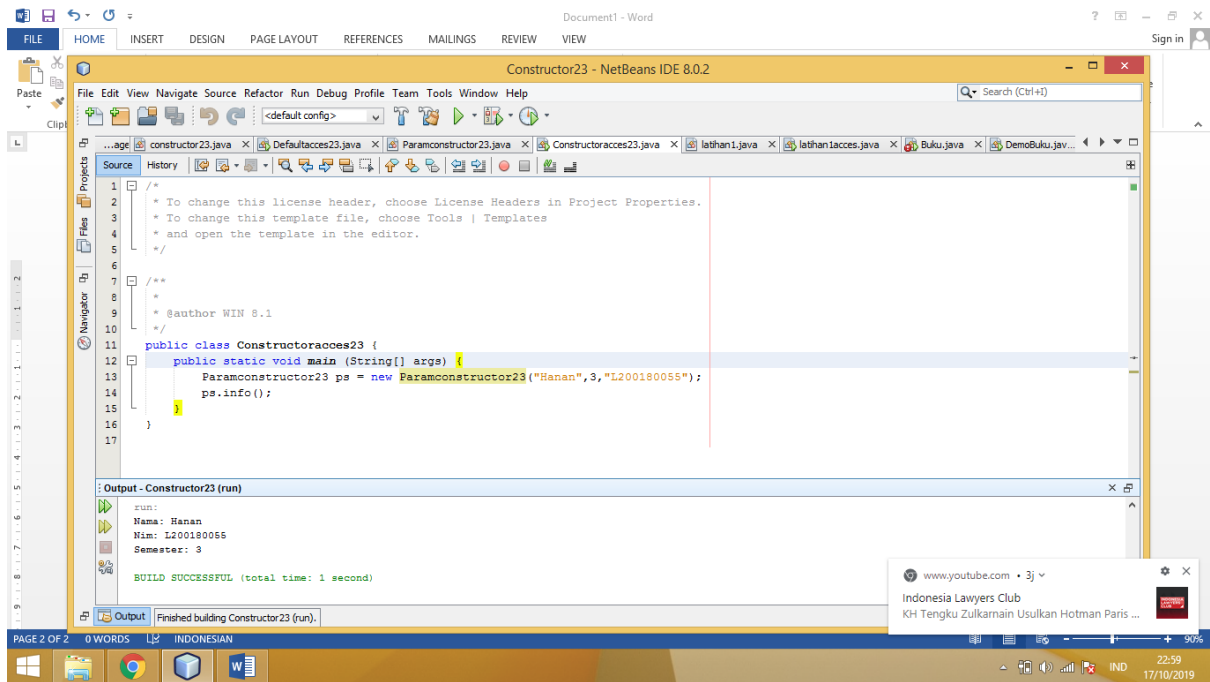 Document1 - Word
FILE HOME INSERT DESIGN PAGE LAYOUT REFERENCES MAILINGS REVIEW VIEW Sign in
Paste
Clipl
Constructor23 - NetBeans IDE 8.0.2
File Edit View Navigate Source Refactor Run Debug Profile Team Tools Window Help
Search (Ctrl+I)
<default config>
...age constructor23.java Defaultacces23.java Paramconstructor23.java Constructoracces23.java latihan1.java latihan1acces.java Buku.java DemoBuku.jav...
Source History
Projects
Files
Navigator
1 /*
2 * To change this license header, choose License Headers in Project Properties.
3 * To change this template file, choose Tools | Templates
4 * and open the template in the editor.
5 */
6
7 /**
8 *
9 * @author WIN 8.1
10 */
11 public class Constructoracces23 {
12 public static void main (String[] args) {
13 Paramconstructor23 ps = new Paramconstructor23("Hanan",3,"L200180055");
14 ps.info();
15 }
16 }
17
Output - Constructor23 (run)
run:
Nama: Hanan
Nim: L200180055
Semester: 3
BUILD SUCCESSFUL (total time: 1 second)
Output Finished building Constructor23 (run).
www.youtube.com • 3j
Indonesia Lawyers Club
KH Tengku Zulkarnain Usulkan Hotman Paris ...
PAGE 2 OF 2 0 WORDS INDONESIAN 90%
IND
22:59
17/10/2019